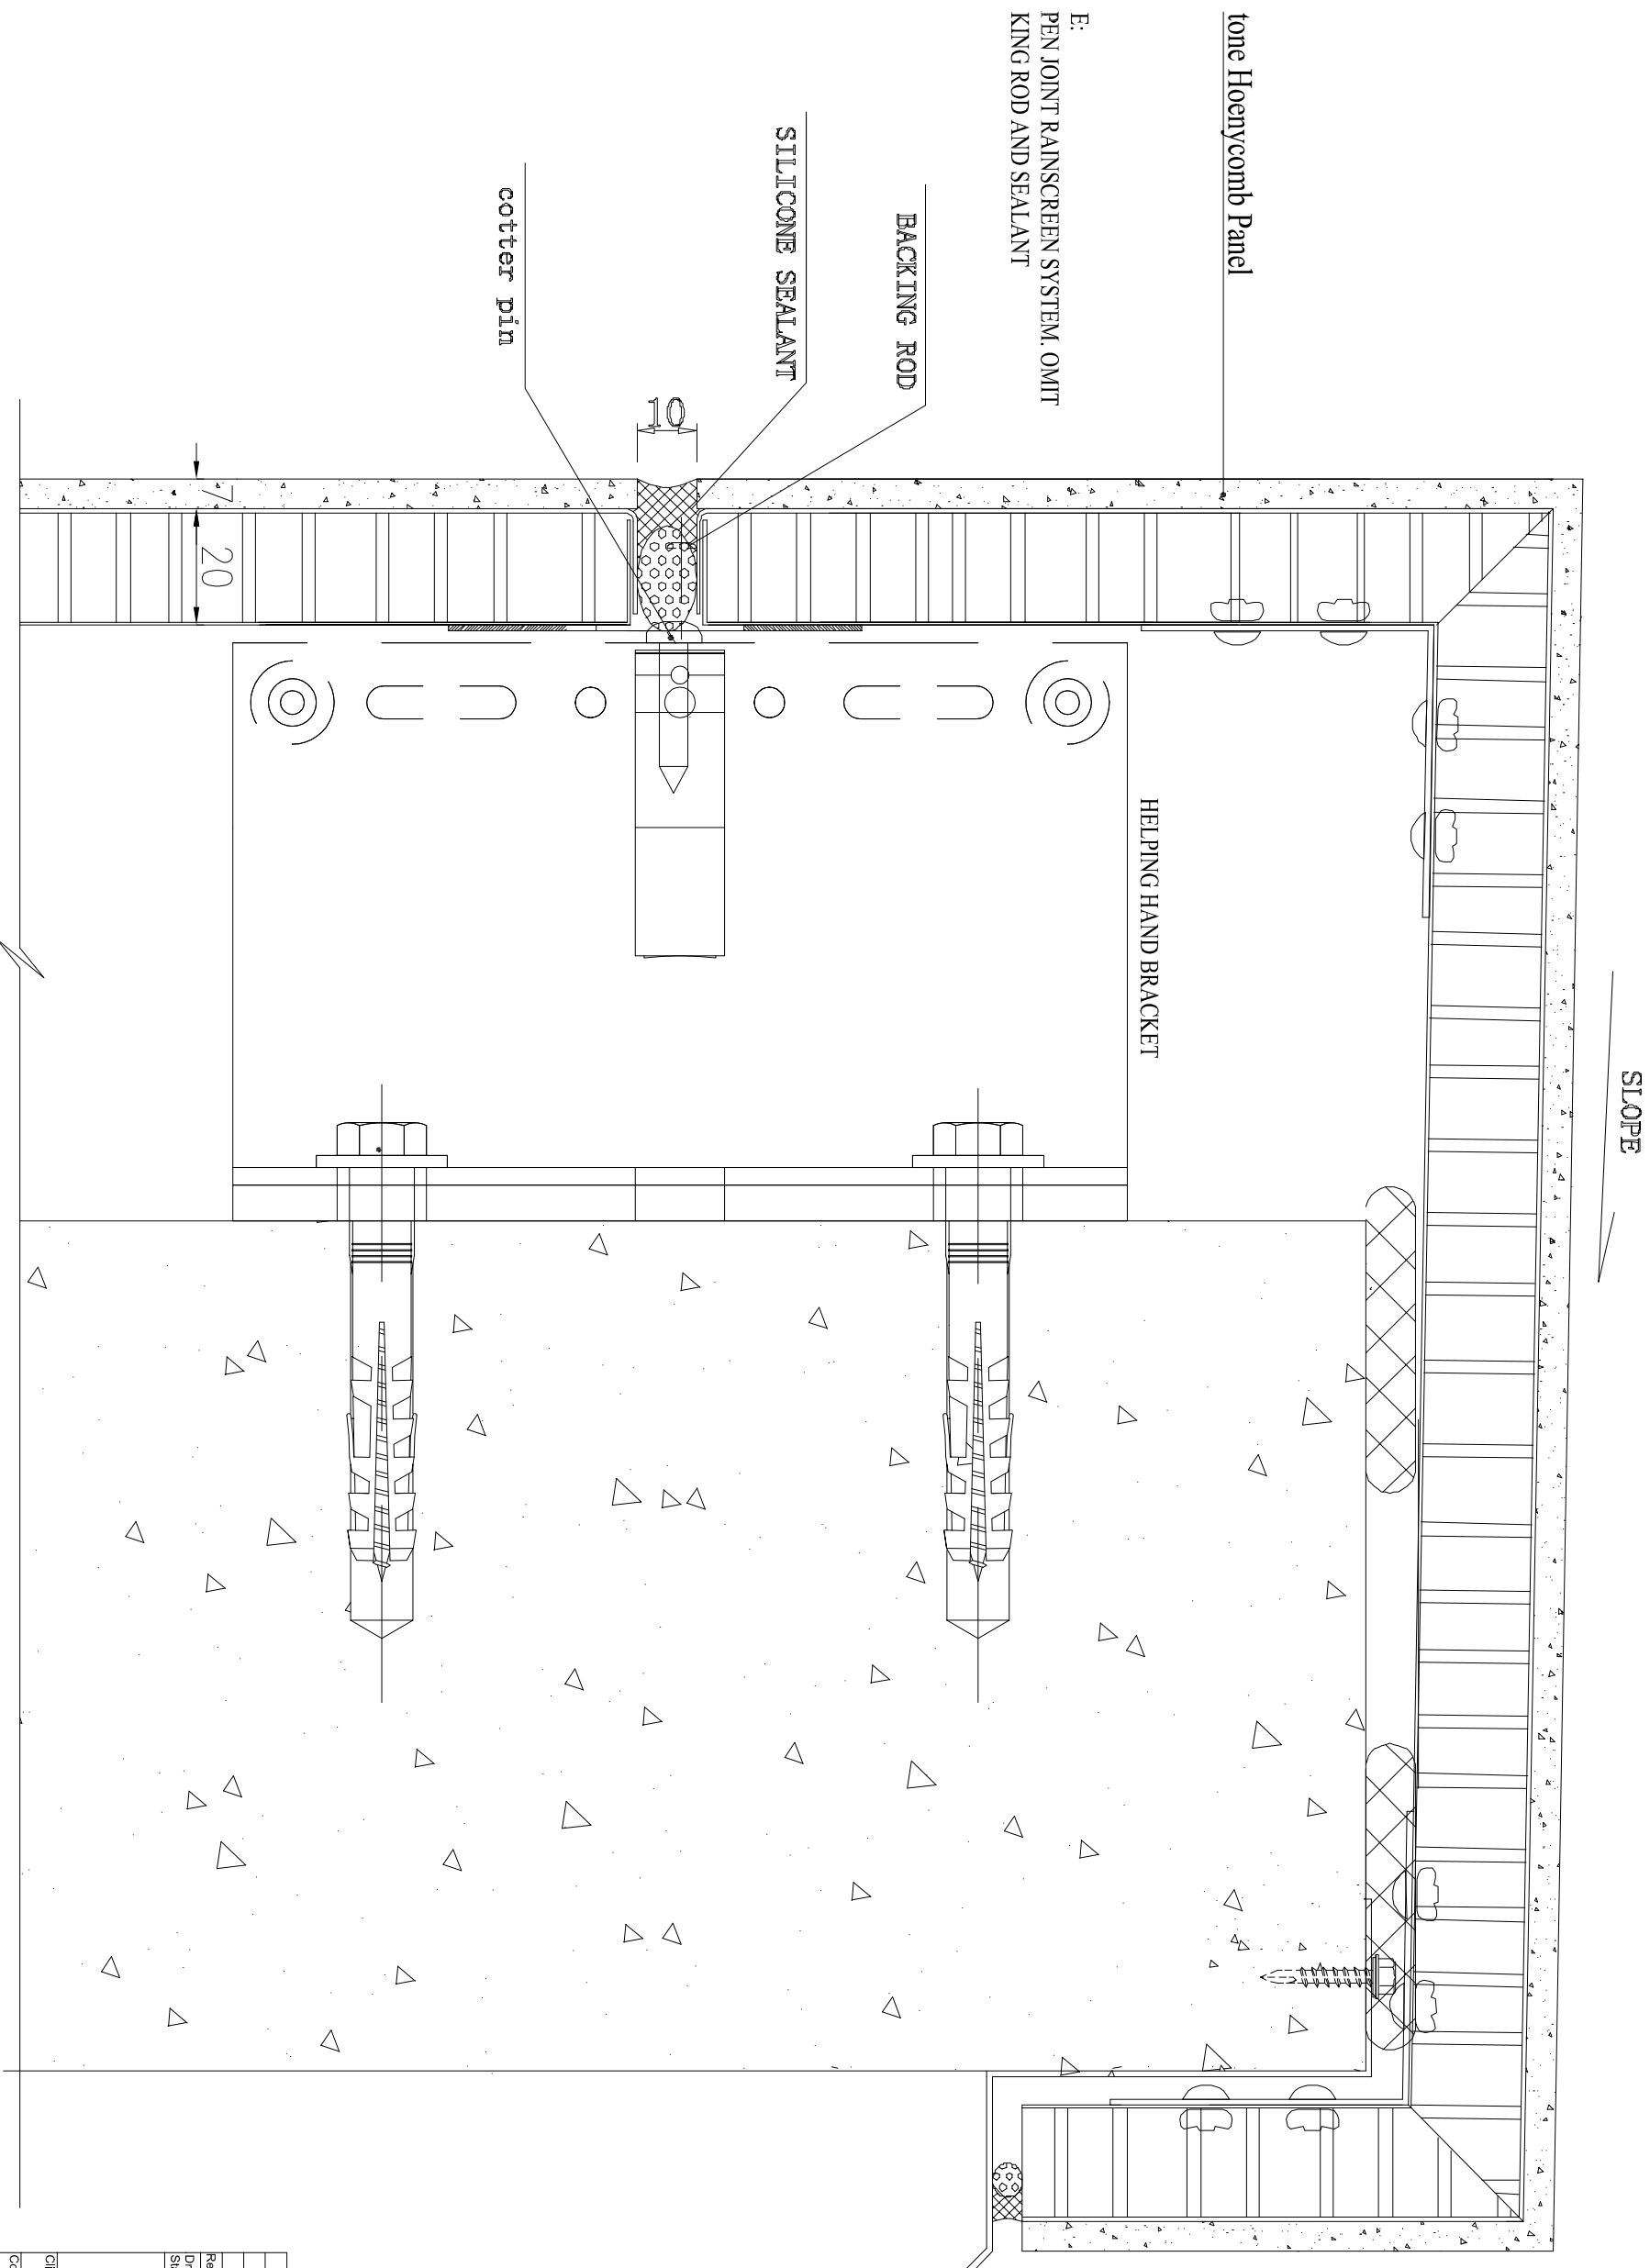 SLOPE
tone Hoenycomb Panel
E:
PEN JOINT RAINSCREEN SYSTEM. OMIT
KING ROD AND SEALANT
HELPING HAND BRACKET
BACKING ROD
SILICONE SEALANT
10
cotter pin
7
20